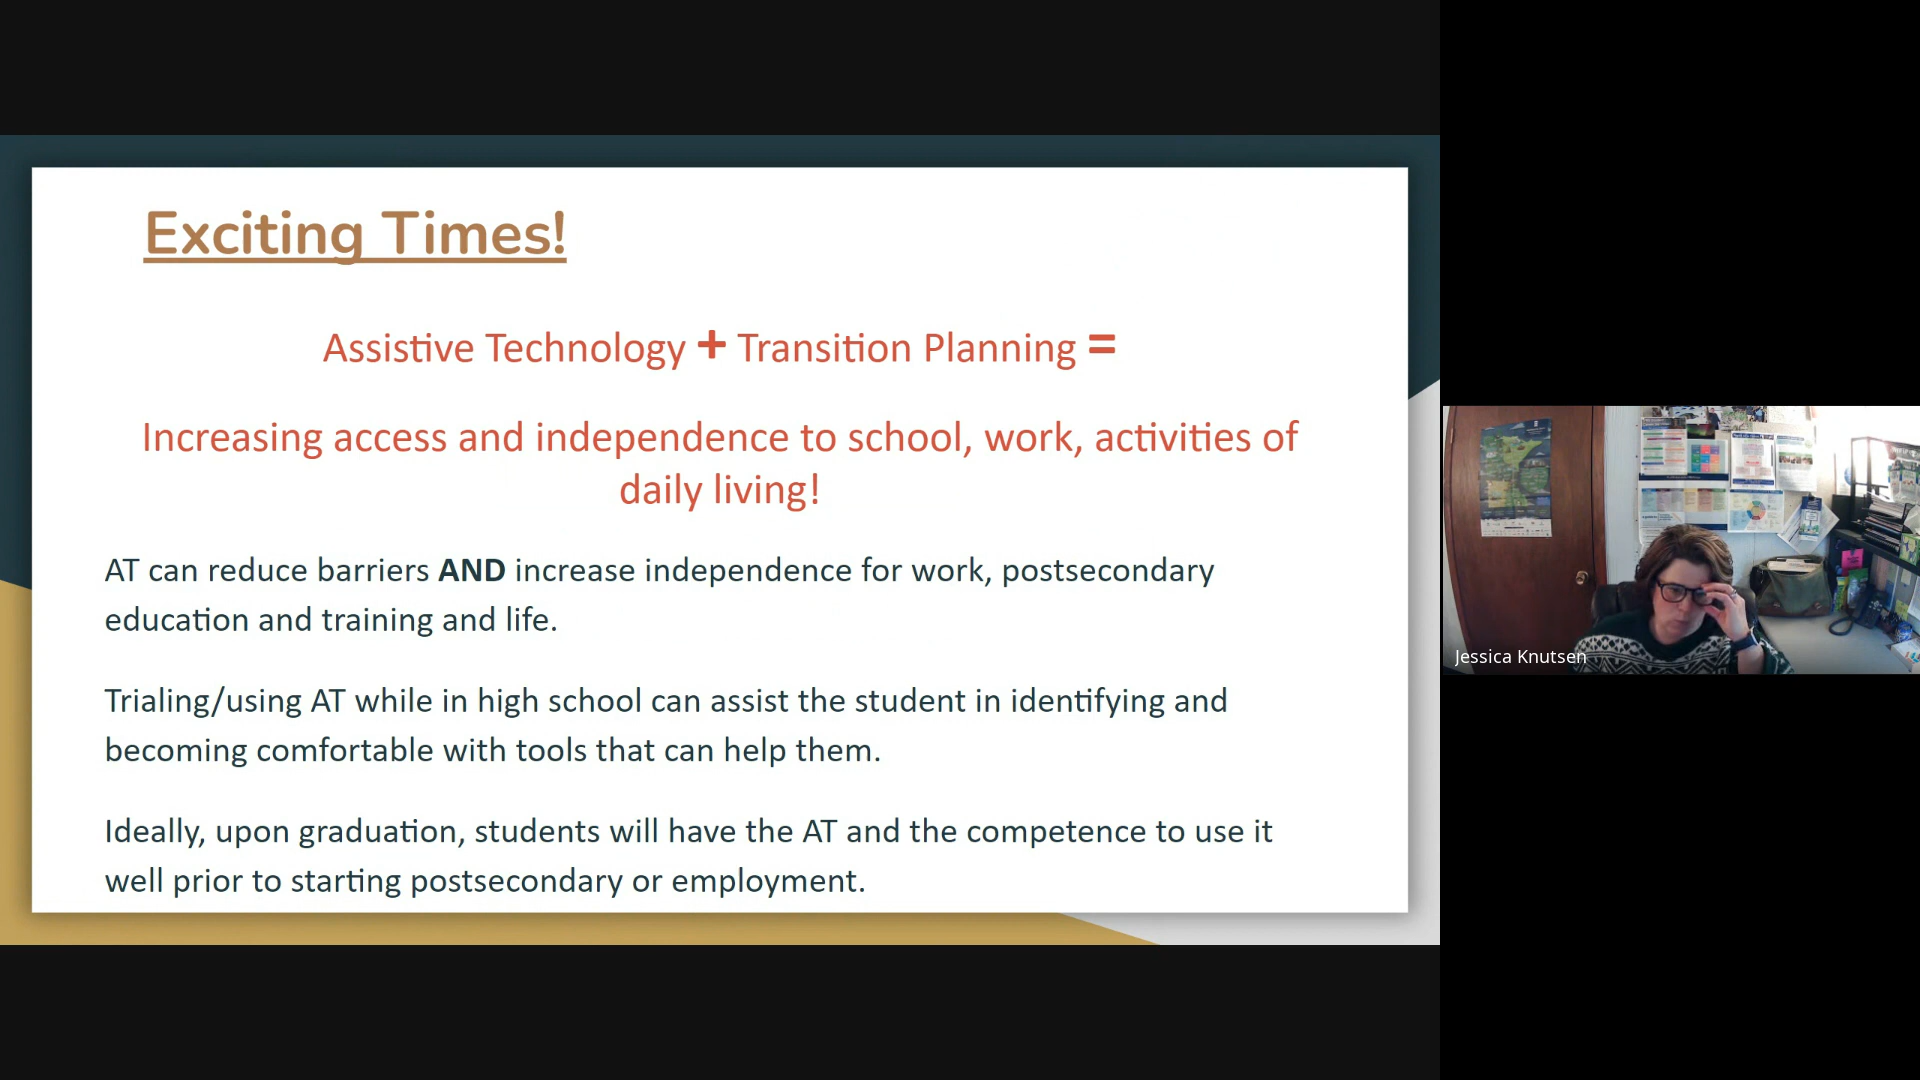 Exciting Times!
Assistive Technology + Transition Planning =
Increasing access and independence to school, work, activities of
daily living!
AT can reduce barriers AND increase independence for work, postsecondary
education and training and life.
Trialing/using AT while in high school can assist the student in identifying and
becoming comfortable with tools that can help them.
Ideally, upon graduation, students will have the AT and the competence to use it
well prior to starting postsecondary or employment.
Jessica Knutsen